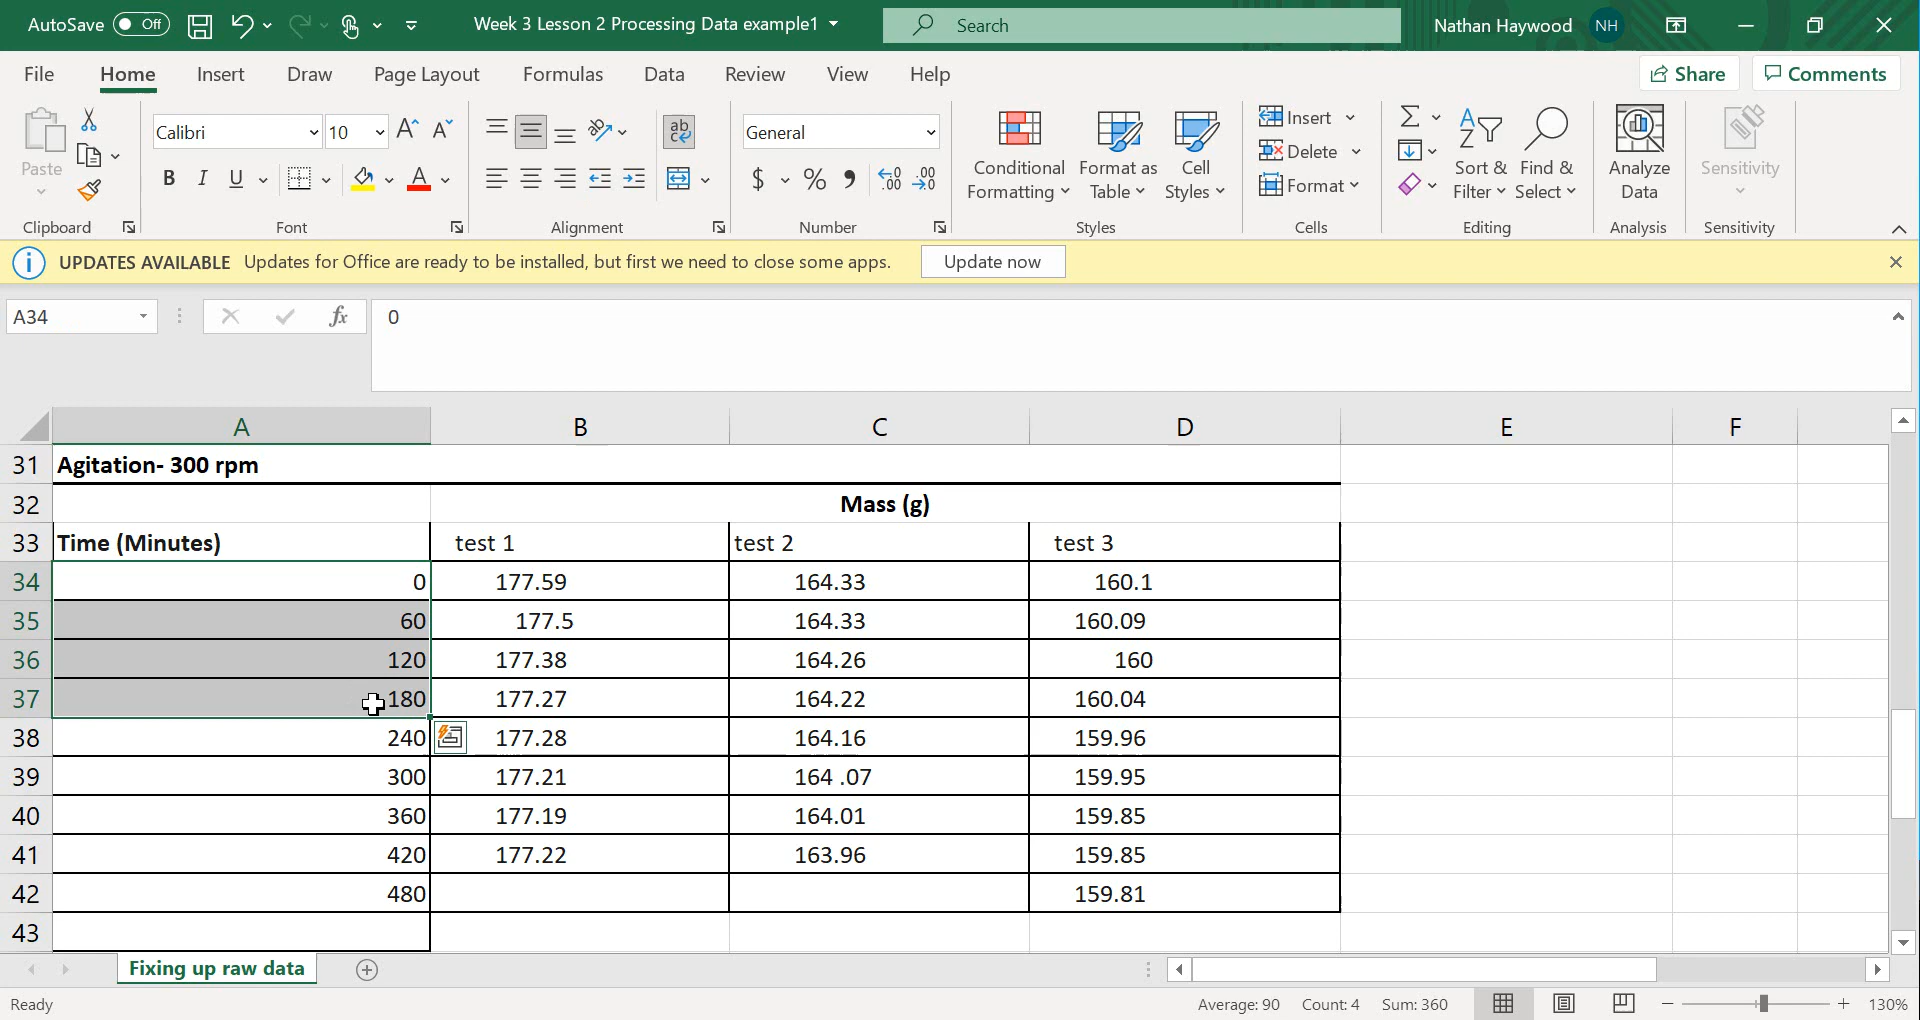 AutoSave Off Week 3 Lesson 2 Processing Data example1 Search Nathan Haywood NH
File Home Insert Draw Page Layout Formulas Data Review View Help Share Comments
Paste
Clipboard
Calibri 10 A A
B I U A
Font
ab
Alignment
General
$ % 9 .00 .00
Number
Conditional Formatting
Format as Table
Cell Styles
Styles
Insert
Delete
Format
Cells
Sort & Filter
Find & Select
Editing
Analyze Data
Analysis
Sensitivity
Sensitivity
UPDATES AVAILABLE Updates for Office are ready to be installed, but first we need to close some apps. Update now
A34 fx 0
A B C D E F
31 Agitation- 300 rpm
32 Mass (g)
33 Time (Minutes) test 1 test 2 test 3
34 0 177.59 164.33 160.1
35 60 177.5 164.33 160.09
36 120 177.38 164.26 160
37 180 177.27 164.22 160.04
38 240 177.28 164.16 159.96
39 300 177.21 164 .07 159.95
40 360 177.19 164.01 159.85
41 420 177.22 163.96 159.85
42 480 159.81
43
Fixing up raw data
Ready Average: 90 Count: 4 Sum: 360 130%